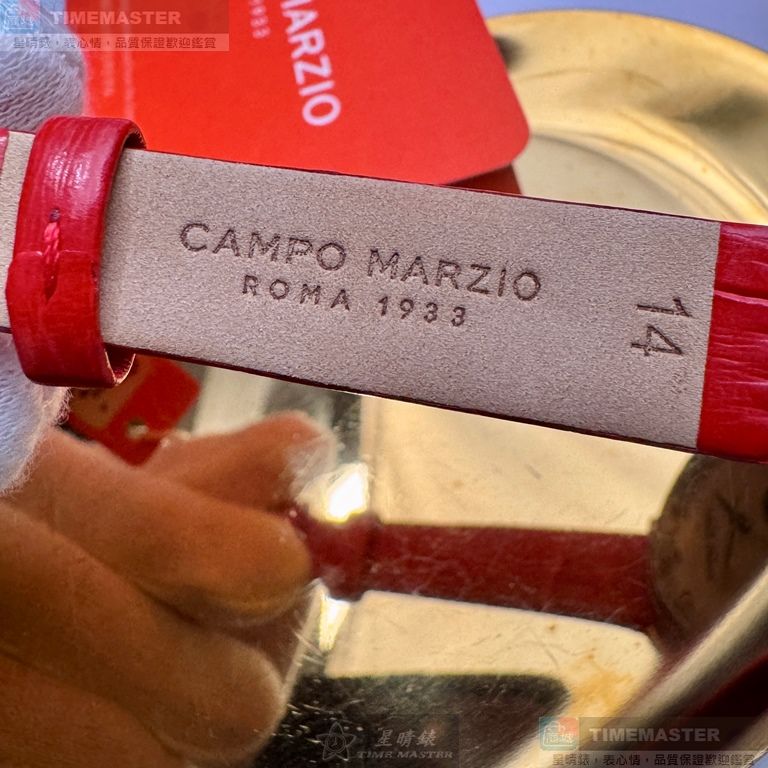 TIMEMASTER
星晴錶，表心情，品質保證歡迎鑑賞
MARZIO
1933
CAMPO MARZIO
ROMA 1933
14
星晴錶
TIME MASTER
TIMEMASTER
星晴錶，表心情，品質保證歡迎鑑賞